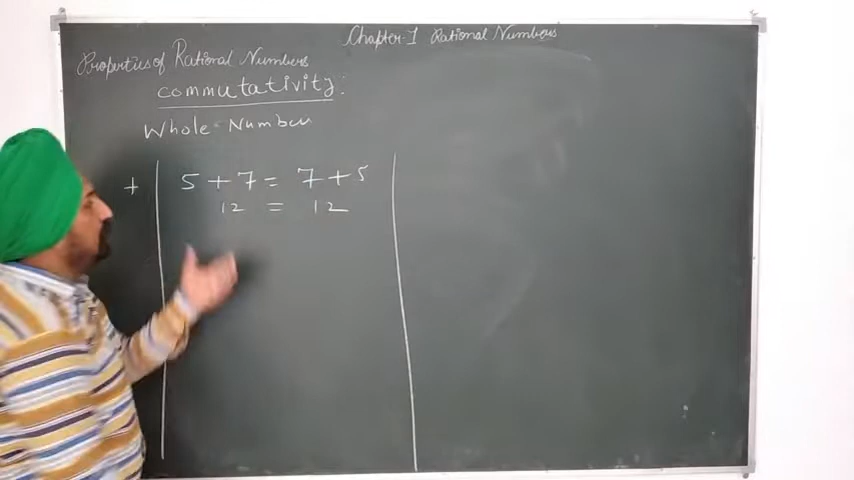 Chapter:1 Rational Numbers
Properties of Rational Numbers
commutativity:
Whole Number
+ 5 + 7 = 7 + 5
12 = 12